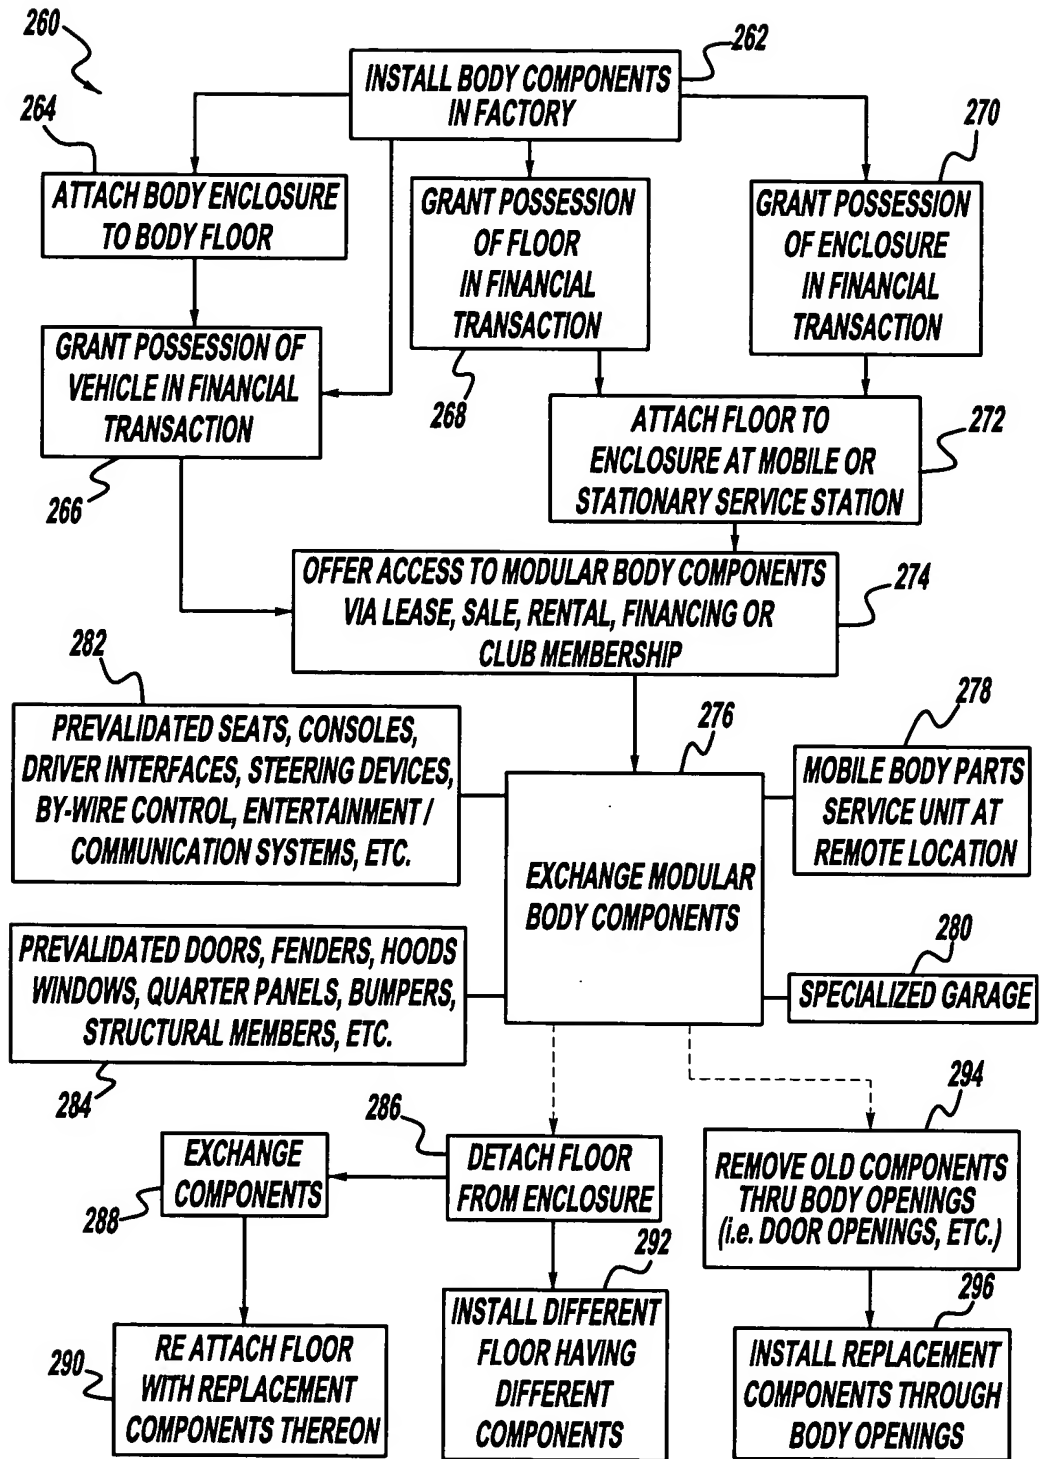 260
262
INSTALL BODY COMPONENTS
IN FACTORY
264
270
ATTACH BODY ENCLOSURE
TO BODY FLOOR
GRANT POSSESSION
OF FLOOR
IN FINANCIAL
TRANSACTION
GRANT POSSESSION
OF ENCLOSURE
IN FINANCIAL
TRANSACTION
GRANT POSSESSION OF
VEHICLE IN FINANCIAL
TRANSACTION
268
266
ATTACH FLOOR TO
ENCLOSURE AT MOBILE OR
STATIONARY SERVICE STATION
272
OFFER ACCESS TO MODULAR BODY COMPONENTS
VIA LEASE, SALE, RENTAL, FINANCING OR
CLUB MEMBERSHIP
274
282
PREVALIDATED SEATS, CONSOLES,
DRIVER INTERFACES, STEERING DEVICES,
BY-WIRE CONTROL, ENTERTAINMENT /
COMMUNICATION SYSTEMS, ETC.
276
278
MOBILE BODY PARTS
SERVICE UNIT AT
REMOTE LOCATION
EXCHANGE MODULAR
BODY COMPONENTS
PREVALIDATED DOORS, FENDERS, HOODS
WINDOWS, QUARTER PANELS, BUMPERS,
STRUCTURAL MEMBERS, ETC.
280
SPECIALIZED GARAGE
284
286
294
EXCHANGE
COMPONENTS
288
DETACH FLOOR
FROM ENCLOSURE
REMOVE OLD COMPONENTS
THRU BODY OPENINGS
(i.e. DOOR OPENINGS, ETC.)
292
296
290
RE ATTACH FLOOR
WITH REPLACEMENT
COMPONENTS THEREON
INSTALL DIFFERENT
FLOOR HAVING
DIFFERENT
COMPONENTS
INSTALL REPLACEMENT
COMPONENTS THROUGH
BODY OPENINGS